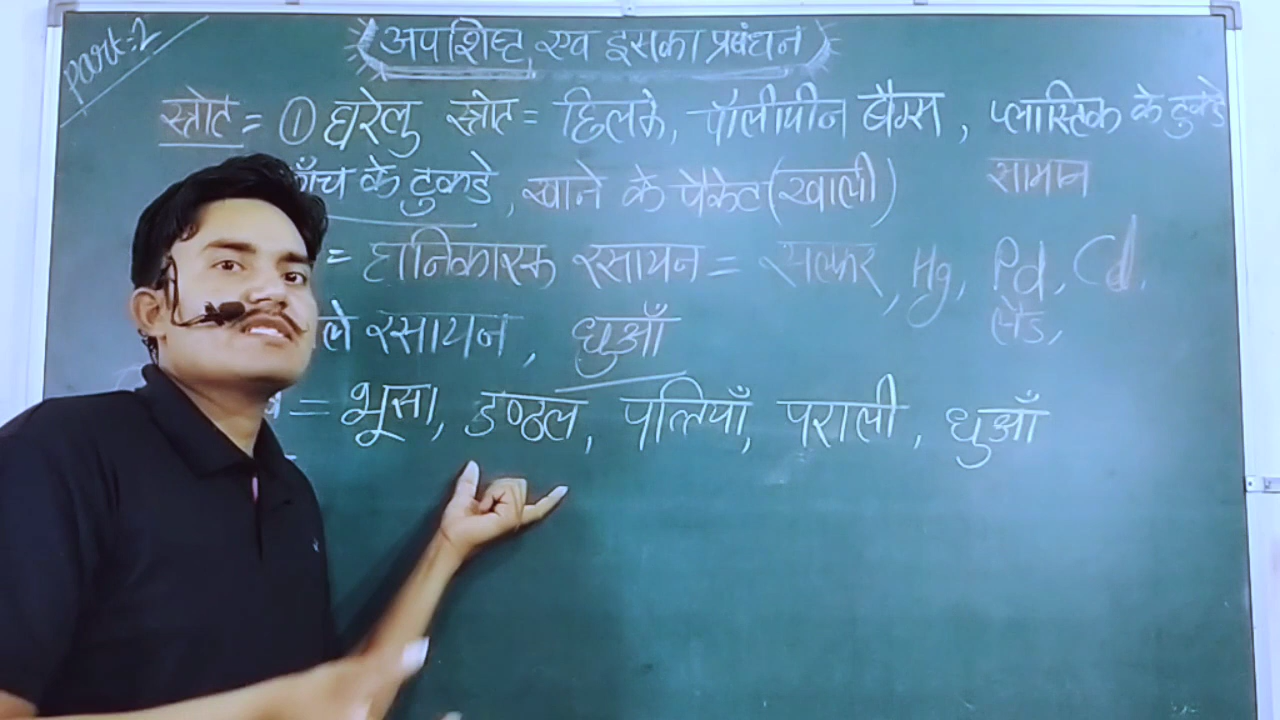 part:2
अपशिष्ट एव इसका प्रबंधन
स्त्रोत = ① घरेलु स्त्रोत = छिलके, पॉलीपीन बैग्स, प्लास्तिक के टुकडे
के टुकडे, खाने के पैकेट (खाली) सामान
= हानिकारक रसायन = सल्फर, Hg, Pd, Cd,
लैड,
रसायन, धुआँ
= भूसा, डण्ठल, पत्तियाँ, पराली, धुआँ